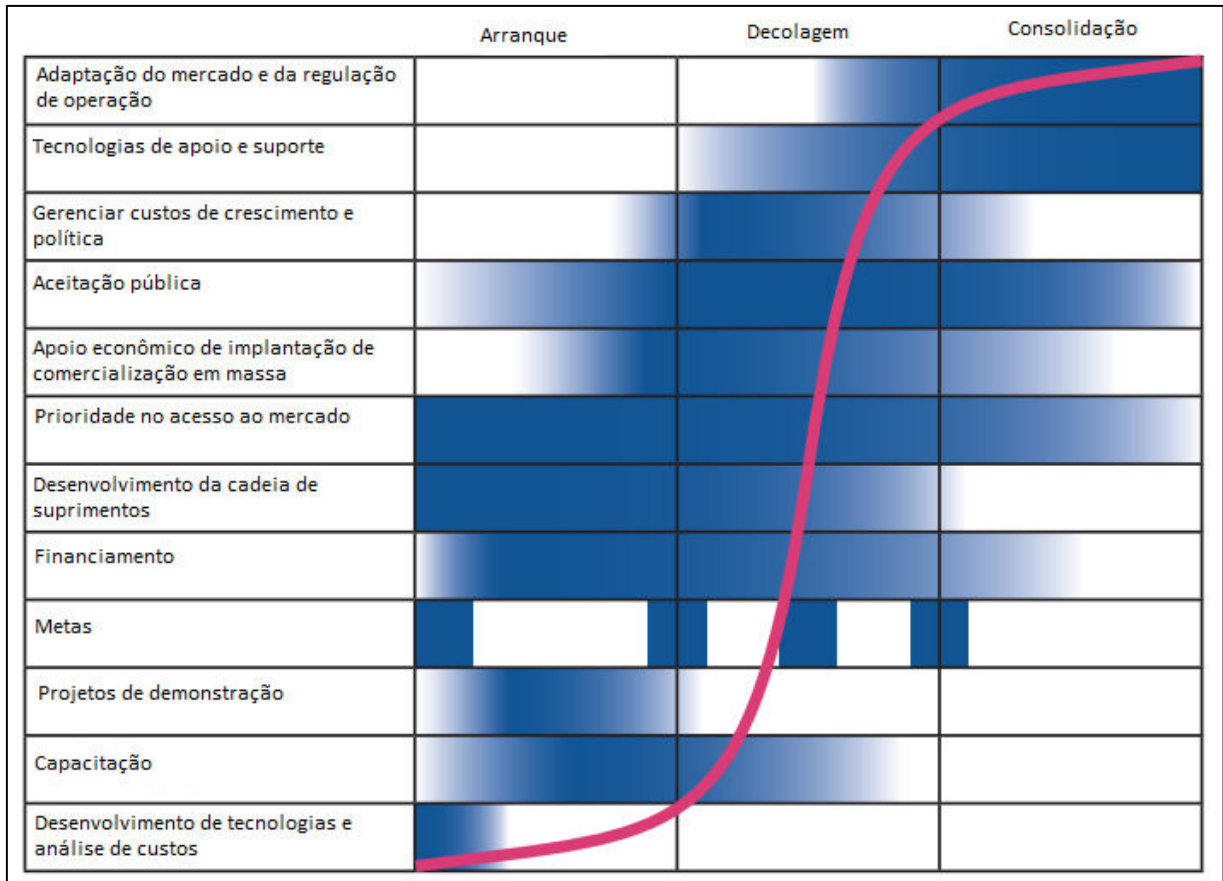 Arranque Decolagem Consolidação
Adaptação do mercado e da regulação
de operação
Tecnologias de apoio e suporte
Gerenciar custos de crescimento e
política
Aceitação pública
Apoio econômico de implantação de
comercialização em massa
Prioridade no acesso ao mercado
Desenvolvimento da cadeia de
suprimentos
Financiamento
Metas
Projetos de demonstração
Capacitação
Desenvolvimento de tecnologias e
análise de custos